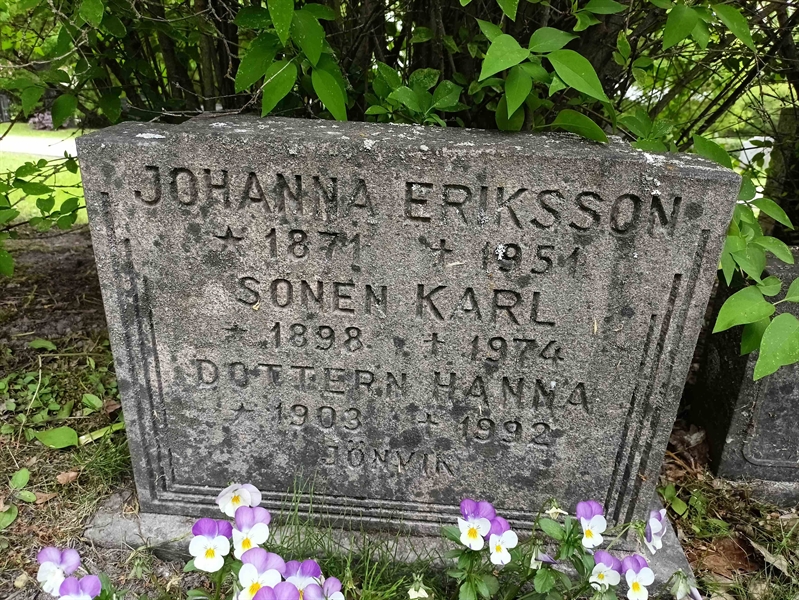 JOHANNA ERIKSSON
* 1871 + 1951
SONEN KARL
* 1898 + 1974
DOTTERN HANNA
* 1903 + 1992
JÖNVIK